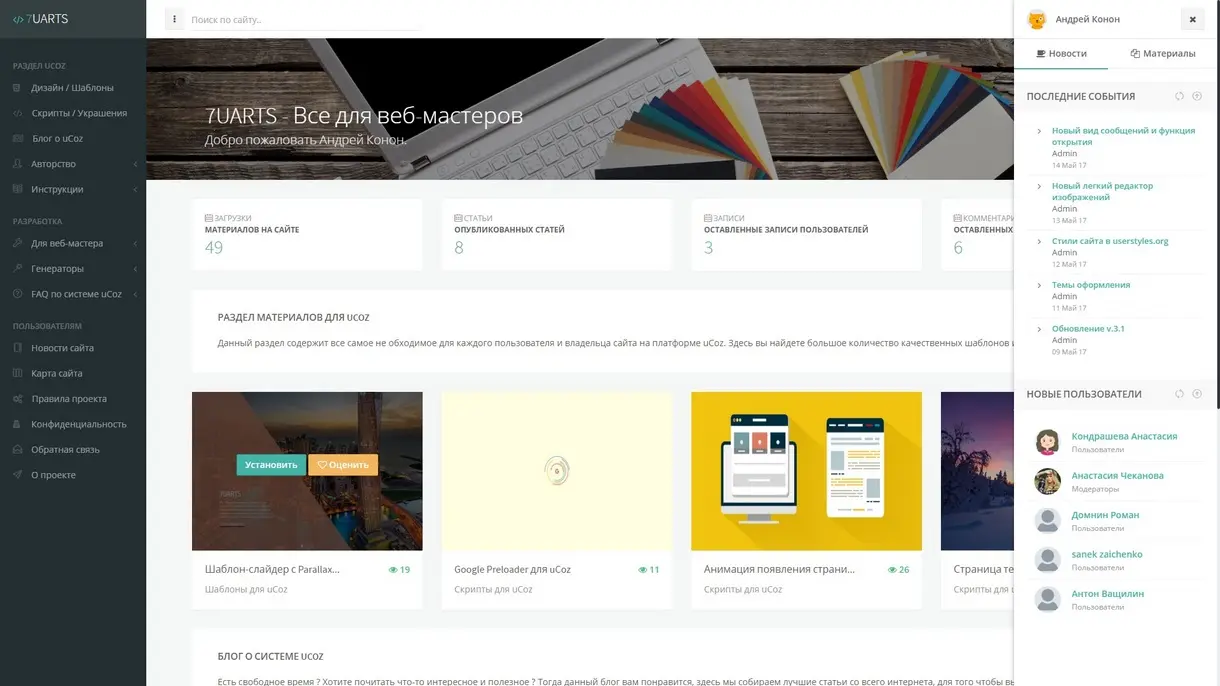 7UARTS
РАЗДЕЛ UCOZ
Дизайн / Шаблоны
Скрипты / Украшения
Блог о uCoz
Авторство
Инструкции
РАЗРАБОТКА
Для веб-мастера
Генераторы
FAQ по системе uCoz
ПОЛЬЗОВАТЕЛЯМ
Новости сайта
Карта сайта
Правила проекта
Конфиденциальность
Обратная связь
О проекте
Поиск по сайту..
7UARTS - Все для веб-мастеров
Добро пожаловать Андрей Конон.
ЗАГРУЗКИ
МАТЕРИАЛОВ НА САЙТЕ
49
СТАТЬИ
ОПУБЛИКОВАННЫХ СТАТЕЙ
8
ЗАПИСИ
ОСТАВЛЕННЫЕ ЗАПИСИ ПОЛЬЗОВАТЕЛЕЙ
3
КОММЕНТАРИ
ОСТАВЛЕННЫХ
6
РАЗДЕЛ МАТЕРИАЛОВ ДЛЯ UCOZ
Данный раздел содержит все самое не обходимое для каждого пользователя и владельца сайта на платформе uCoz. Здесь вы найдете большое количество качественных шаблонов и
Установить
Оценить
7UARTS
Шаблон-слайдер с Parallax...
19
Шаблоны для uCoz
Google Preloader для uCoz
11
Скрипты для uCoz
Анимация появления страни...
26
Скрипты для uCoz
Страница те
Скрипты для u
БЛОГ О СИСТЕМЕ UCOZ
Есть свободное время ? Хотите почитать что-то интересное и полезное ? Тогда данный блог вам понравится, здесь мы собираем лучшие статьи со всего интернета, для того чтобы вы
Андрей Конон
Новости
Материалы
ПОСЛЕДНИЕ СОБЫТИЯ
Новый вид сообщений и функция
открытия
Admin
14 Май 17
Новый легкий редактор
изображений
Admin
13 Май 17
Стили сайта в userstyles.org
Admin
12 Май 17
Темы оформления
Admin
11 Май 17
Обновление v.3.1
Admin
09 Май 17
НОВЫЕ ПОЛЬЗОВАТЕЛИ
Кондрашева Анастасия
Пользователи
Анастасия Чеканова
Модераторы
Домнин Роман
Пользователи
sanek zaichenko
Пользователи
Антон Ващилин
Пользователи